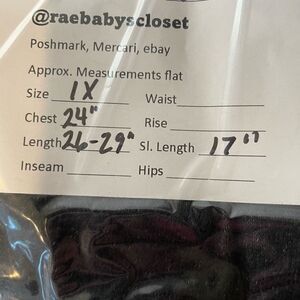 @raebabyscloset
Poshmark, Mercari, ebay
Approx. Measurements flat
Size 1X Waist
Chest 24" Rise
Length 26-29" Sl. Length 17"
Inseam Hips